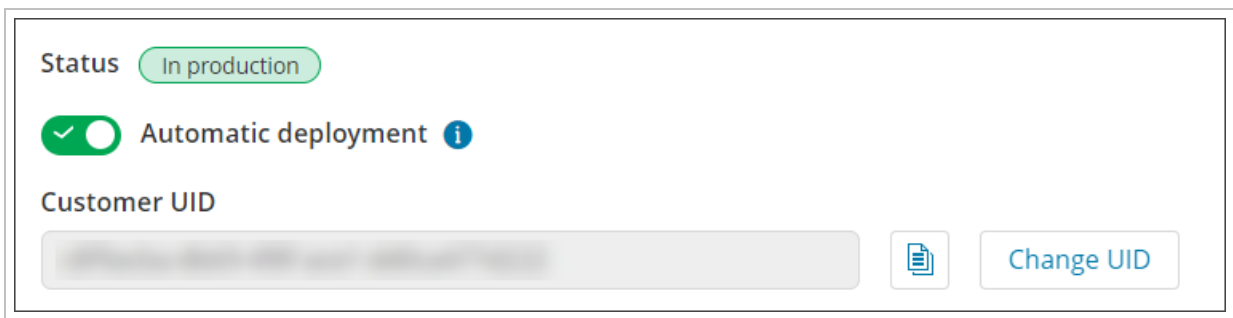 Status In production
Automatic deployment
Customer UID
Change UID